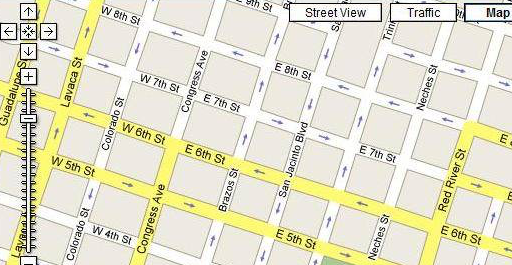 W 8th St
9th St
Street View
Traffic
Map
Guadalupe St
Lavaca St
W 7th St
Congress Ave
E 8th St
Neches St
Colorado St
E 7th St
W 6th St
E 6th St
San Jacinto Blvd
E 7th St
W 5th St
Brazos St
Red River St
Congress Ave
Colorado St
W 4th St
E 5th St
Neches St
E 6th St